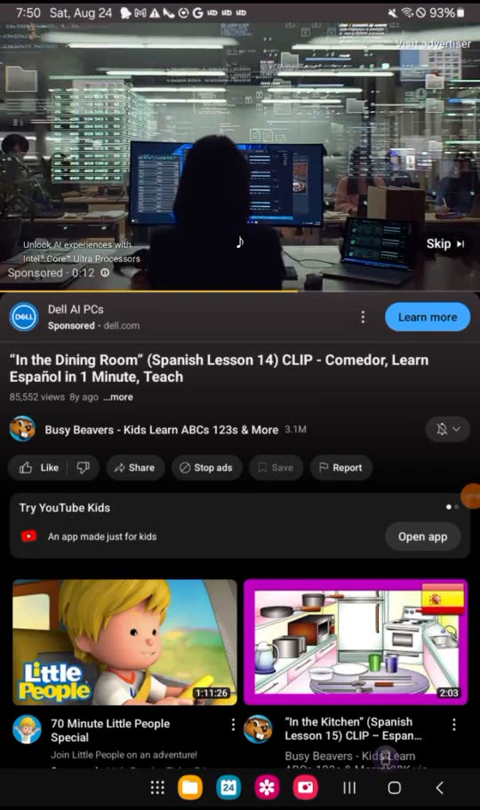 7:50 Sat, Aug 24
93%
Visit advertiser
Unlock AI experiences with
Intel® Core™ Ultra Processors
Skip
Sponsored · 0:12
DELL
Dell AI PCs
Sponsored · dell.com
Learn more
“In the Dining Room” (Spanish Lesson 14) CLIP - Comedor, Learn
Español in 1 Minute, Teach
85,552 views 8y ago ...more
Busy Beavers - Kids Learn ABCs 123s & More 3.1M
Like
Share
Stop ads
Save
Report
Try YouTube Kids
An app made just for kids
Open app
Little
People
1:11:26
2:03
70 Minute Little People
Special
Join Little People on an adventure!
“In the Kitchen” (Spanish
Lesson 15) CLIP – Espan...
Busy Beavers - Kids Learn
24